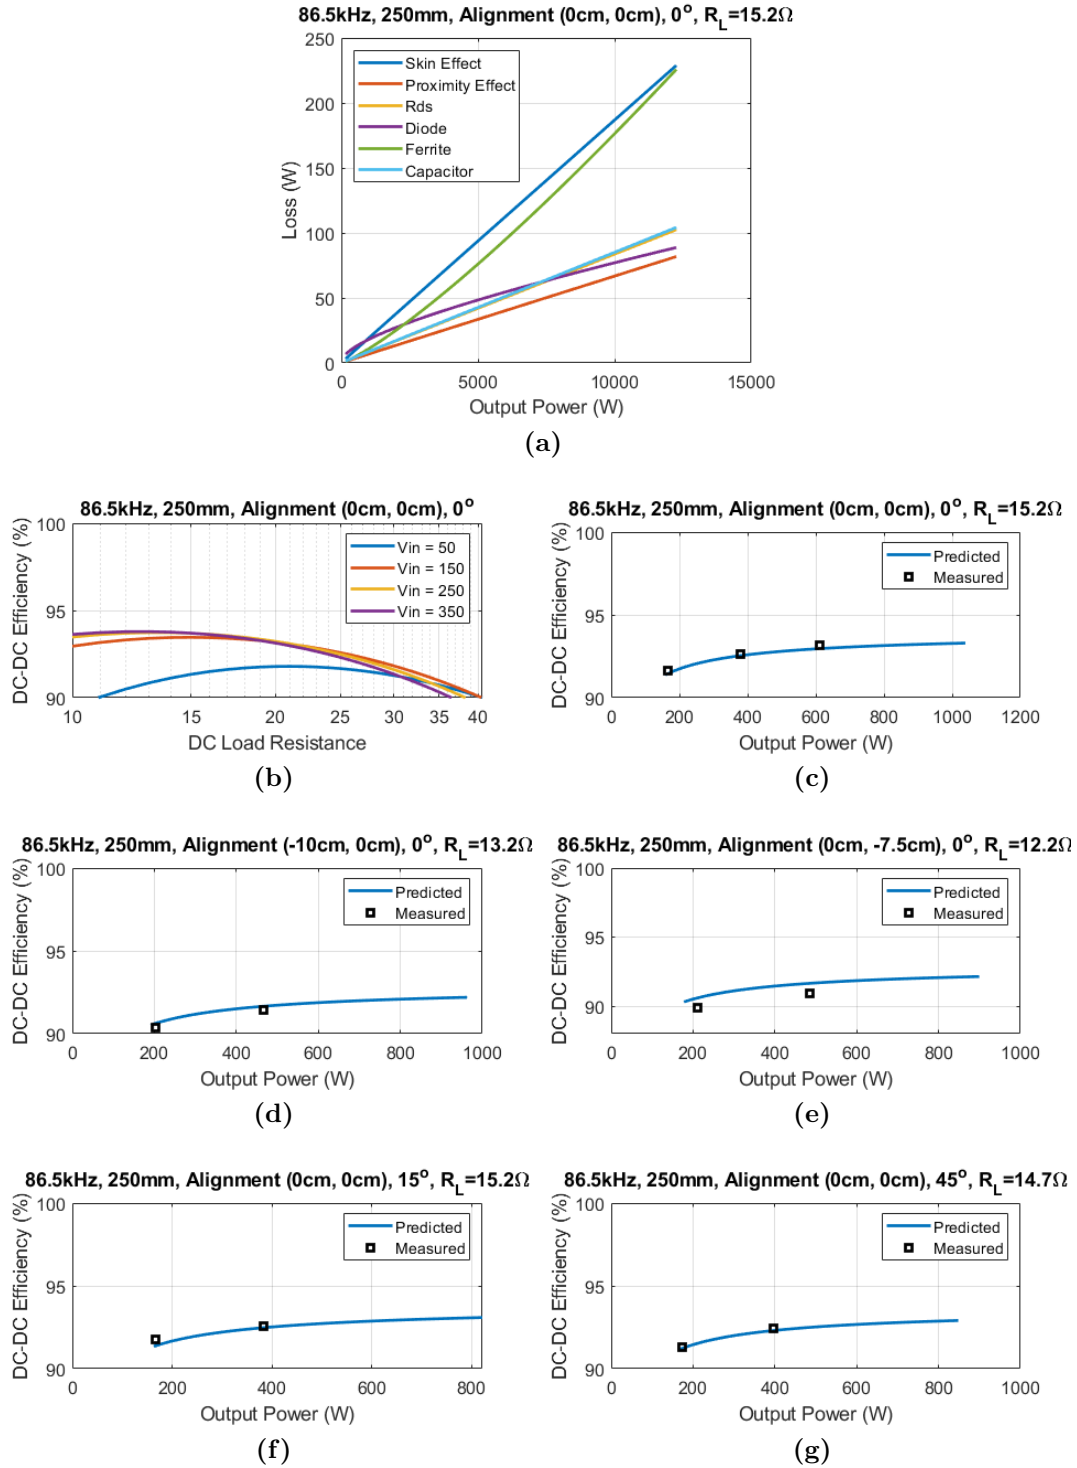 86.5kHz, 250mm, Alignment (0cm, 0cm), 0°, R_L=15.2Ω
250
200
150
100
50
0
Loss (W)
Skin Effect
Proximity Effect
Rds
Diode
Ferrite
Capacitor
0 5000 10000 15000
Output Power (W)
(a)
86.5kHz, 250mm, Alignment (0cm, 0cm), 0°
100
95
90
DC-DC Efficiency (%)
Vin = 50
Vin = 150
Vin = 250
Vin = 350
10 15 20 25 30 35 40
DC Load Resistance
(b)
86.5kHz, 250mm, Alignment (0cm, 0cm), 0°, R_L=15.2Ω
100
95
90
DC-DC Efficiency (%)
Predicted
Measured
0 200 400 600 800 1000 1200
Output Power (W)
(c)
86.5kHz, 250mm, Alignment (-10cm, 0cm), 0°, R_L=13.2Ω
100
95
90
DC-DC Efficiency (%)
Predicted
Measured
0 200 400 600 800 1000
Output Power (W)
(d)
86.5kHz, 250mm, Alignment (0cm, -7.5cm), 0°, R_L=12.2Ω
100
95
90
DC-DC Efficiency (%)
Predicted
Measured
0 200 400 600 800 1000
Output Power (W)
(e)
86.5kHz, 250mm, Alignment (0cm, 0cm), 15°, R_L=15.2Ω
100
95
90
DC-DC Efficiency (%)
Predicted
Measured
0 200 400 600 800
Output Power (W)
(f)
86.5kHz, 250mm, Alignment (0cm, 0cm), 45°, R_L=14.7Ω
100
95
90
DC-DC Efficiency (%)
Predicted
Measured
0 200 400 600 800 1000
Output Power (W)
(g)